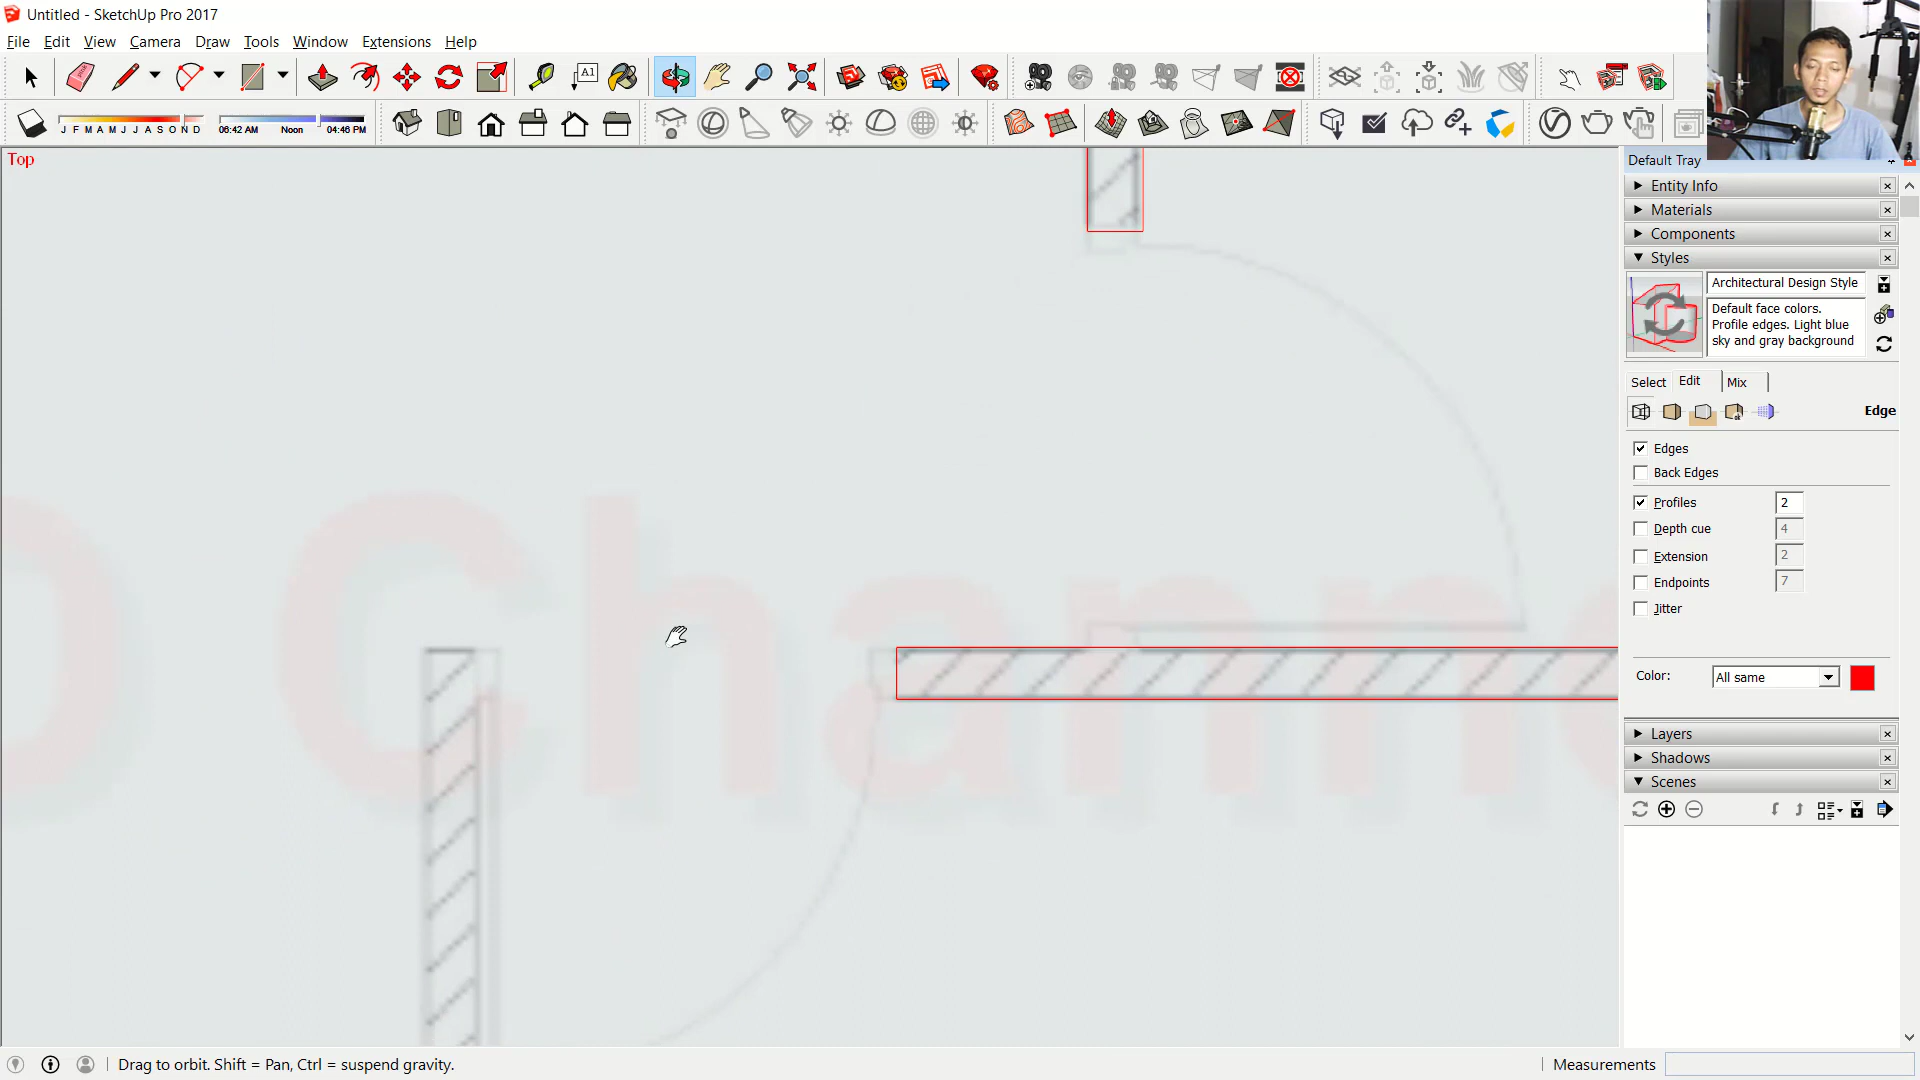 Untitled - SketchUp Pro 2017
File Edit View Camera Draw Tools Window Extensions Help
A1
J F M A M J J A S O N D 06:42 AM Noon 04:46 PM
Top
Default Tray
Entity Info
Materials
Components
Styles
Architectural Design Style
Default face colors.
Profile edges. Light blue
sky and gray background
Select Edit Mix
Edge
Edges
Back Edges
Profiles 2
Depth cue 4
Extension 2
Endpoints 7
Jitter
Color: All same
Layers
Shadows
Scenes
Drag to orbit. Shift = Pan, Ctrl = suspend gravity.
Measurements